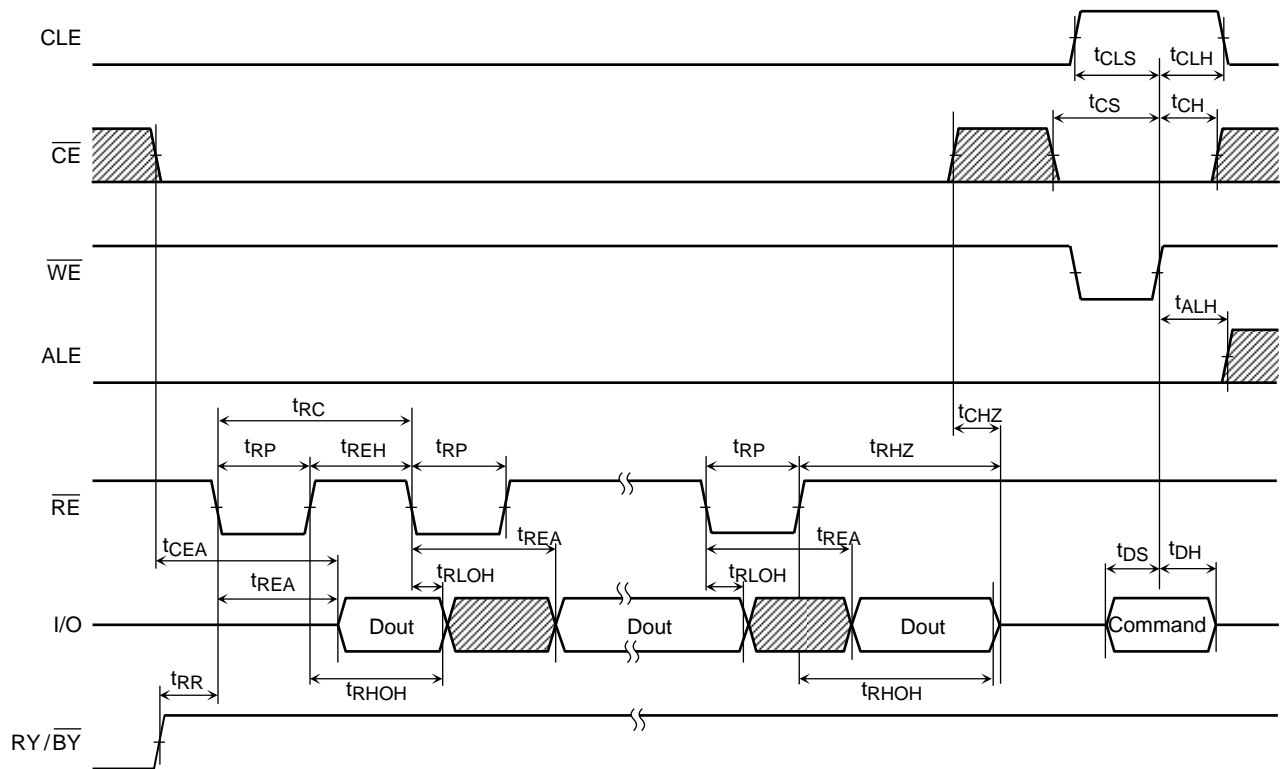 CLE
tCLS tCLH
tCS tCH
CE
WE
tALH
ALE
tRC
tCHZ
tRP tREH tRP tRP tRHZ
RE
tCEA tREA tREA
tDS tDH
tREA tRLOH tRLOH
I/O Dout Dout Dout Command
tRR tRHOH tRHOH
RY/BY